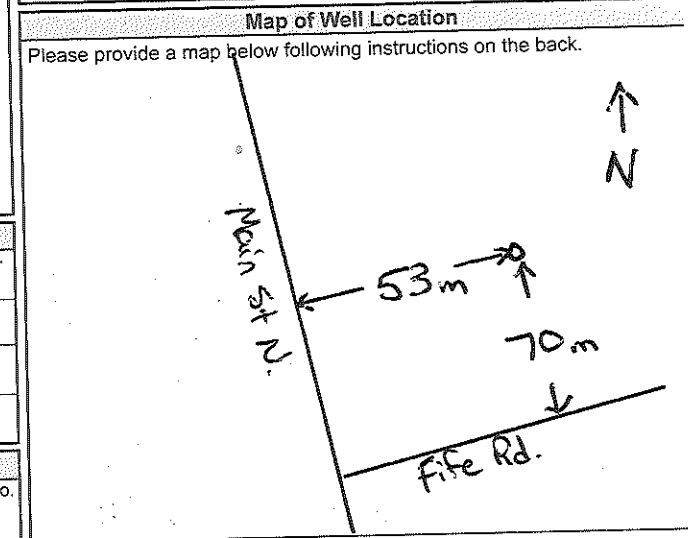 Map of Well Location
Please provide a map below following instructions on the back.
N
Main St N.
53m
70m
Fife Rd.
o.